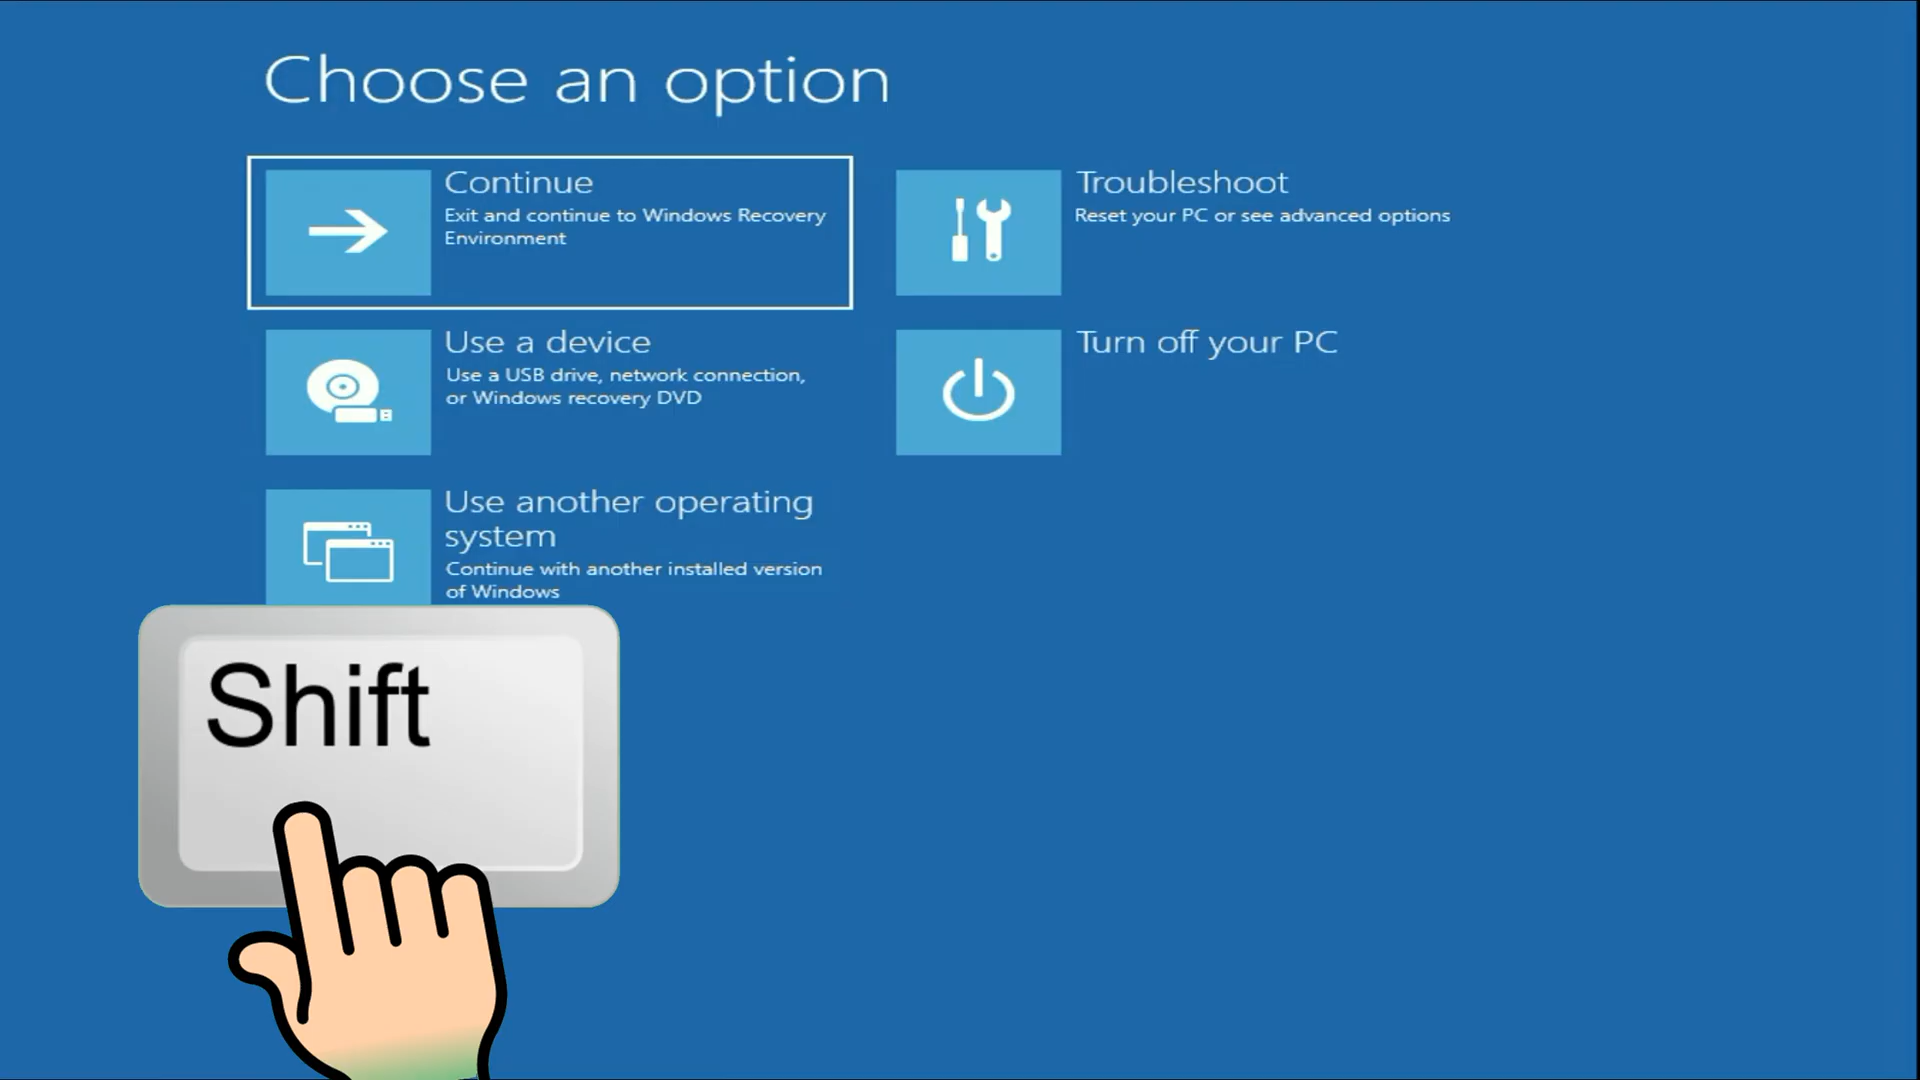 Choose an option
Continue
Exit and continue to Windows Recovery
Environment
Troubleshoot
Reset your PC or see advanced options
Use a device
Use a USB drive, network connection,
or Windows recovery DVD
Turn off your PC
Use another operating
system
Continue with another installed version
of Windows
Shift